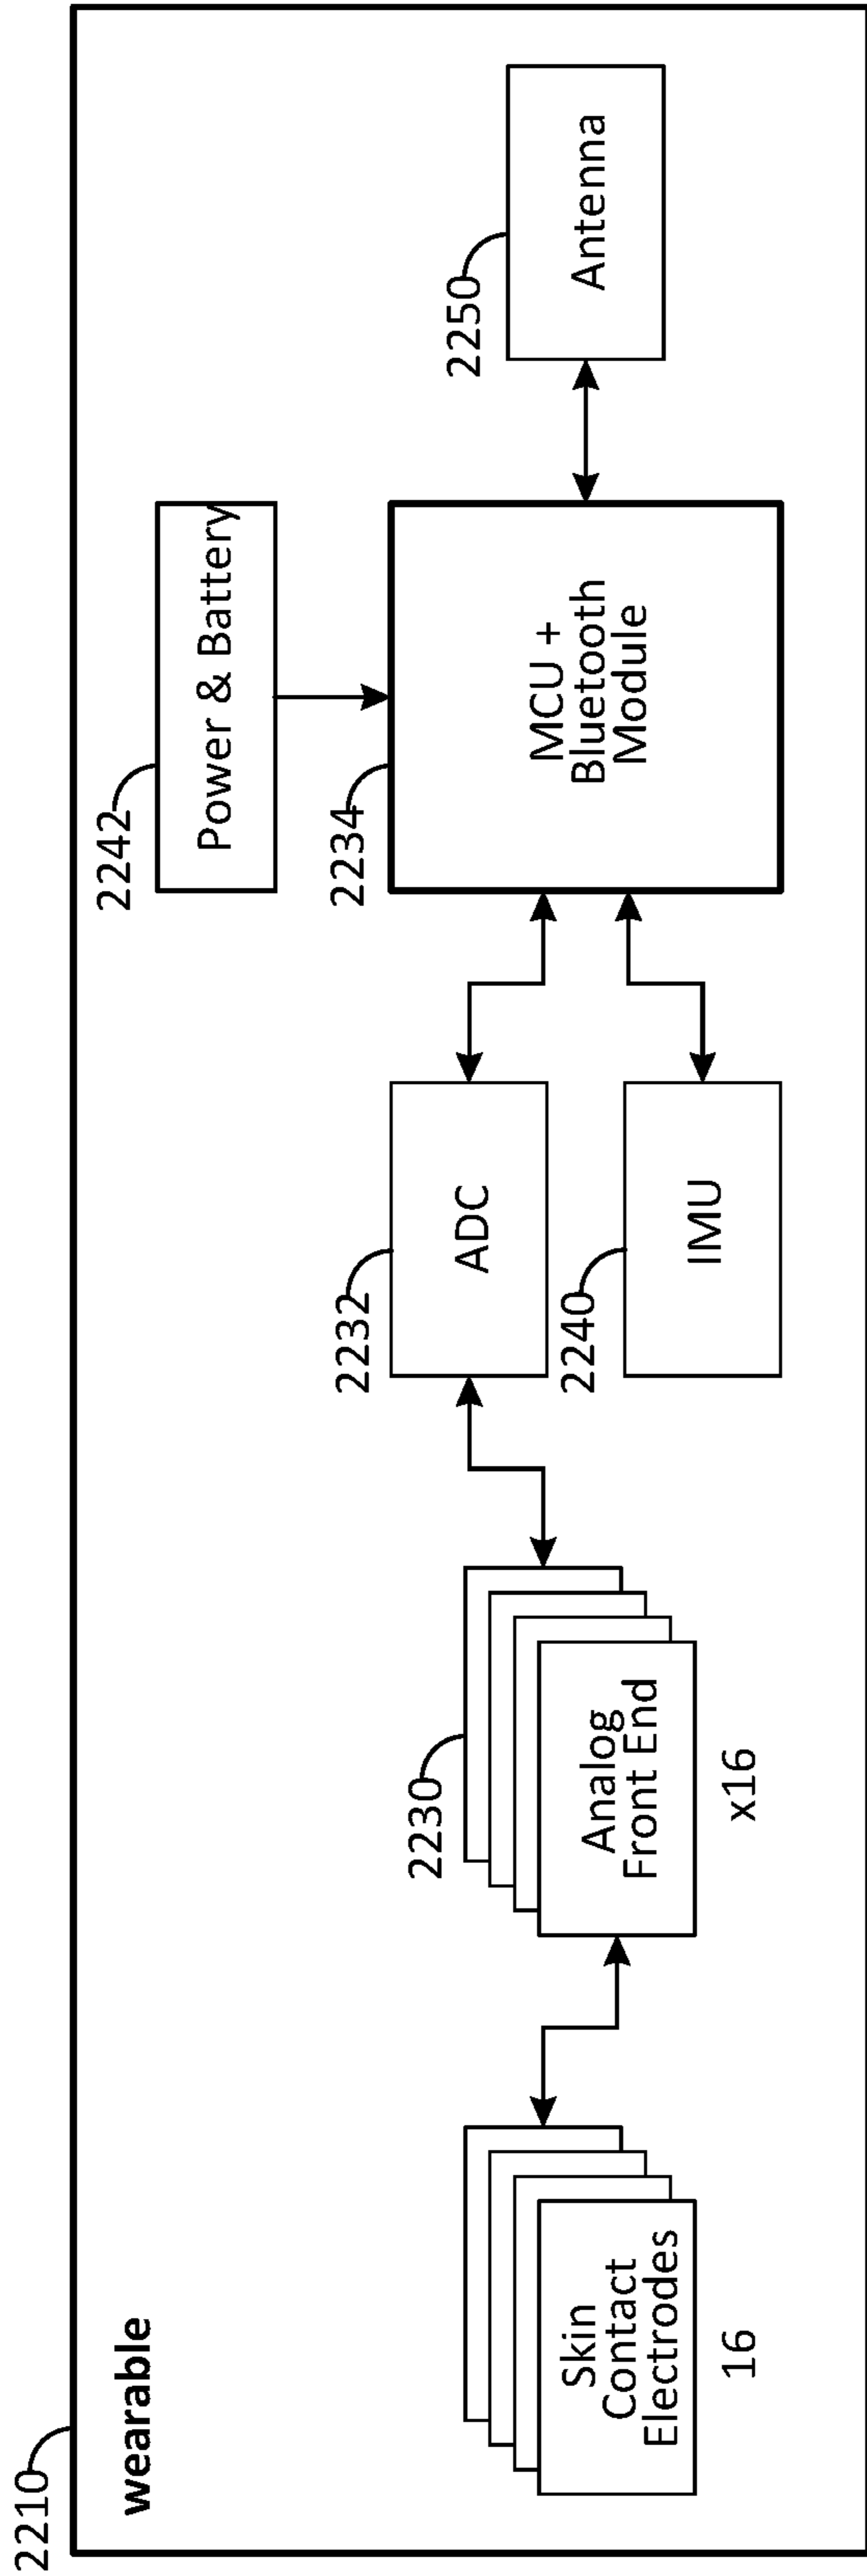 2210
wearable
Skin
Contact
Electrodes
16
2230
Analog
Front End
x16
2232
ADC
2240
IMU
2242
Power & Battery
2234
MCU +
Bluetooth
Module
2250
Antenna